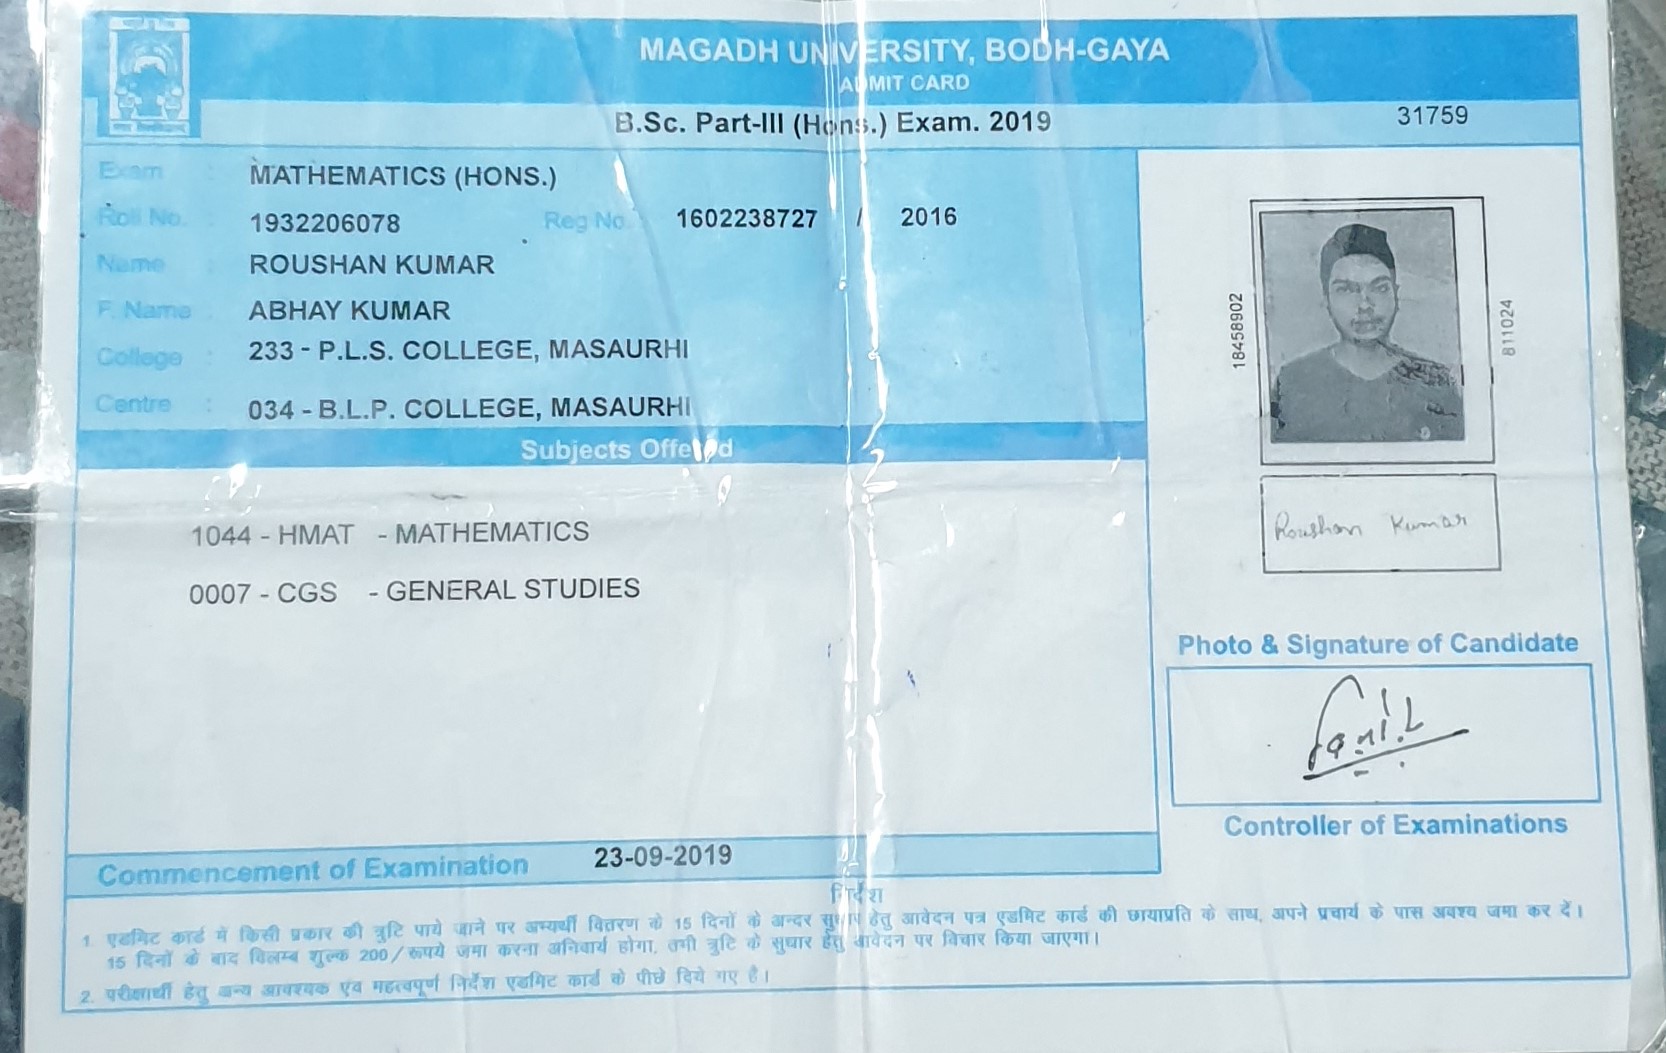 MAGADH UNIVERSITY, BODH-GAYA
ADMIT CARD
B.Sc. Part-III (Hons.) Exam. 2019
31759
Exam : MATHEMATICS (HONS.)
Roll No. : 1932206078 Reg No. : 1602238727 / 2016
Name : ROUSHAN KUMAR
F. Name : ABHAY KUMAR
College : 233 - P.L.S. COLLEGE, MASAURHI
Centre : 034 - B.L.P. COLLEGE, MASAURHI
18458902
811024
Subjects Offered
1044 - HMAT - MATHEMATICS
0007 - CGS - GENERAL STUDIES
Roushan Kumar
Photo & Signature of Candidate
Controller of Examinations
Commencement of Examination 23-09-2019
निर्देश
1. एडमिट कार्ड में किसी प्रकार की त्रुटि पाये जाने पर अभ्यर्थी वितरण के 15 दिनों के अन्दर सुधार हेतु आवेदन पत्र एडमिट कार्ड की छायाप्रति के साथ, अपने प्रचार्य के पास अवश्य जमा कर दें।
15 दिनों के बाद विलम्ब शुल्क 200/रूपये जमा करना अनिवार्य होगा, तभी त्रुटि के सुधार हेतु आवेदन पर विचार किया जाएगा।
2. परीक्षार्थी हेतु अन्य आवश्यक एंव महत्वपूर्ण निर्देश एडमिट कार्ड के पीछे दिये गए है।